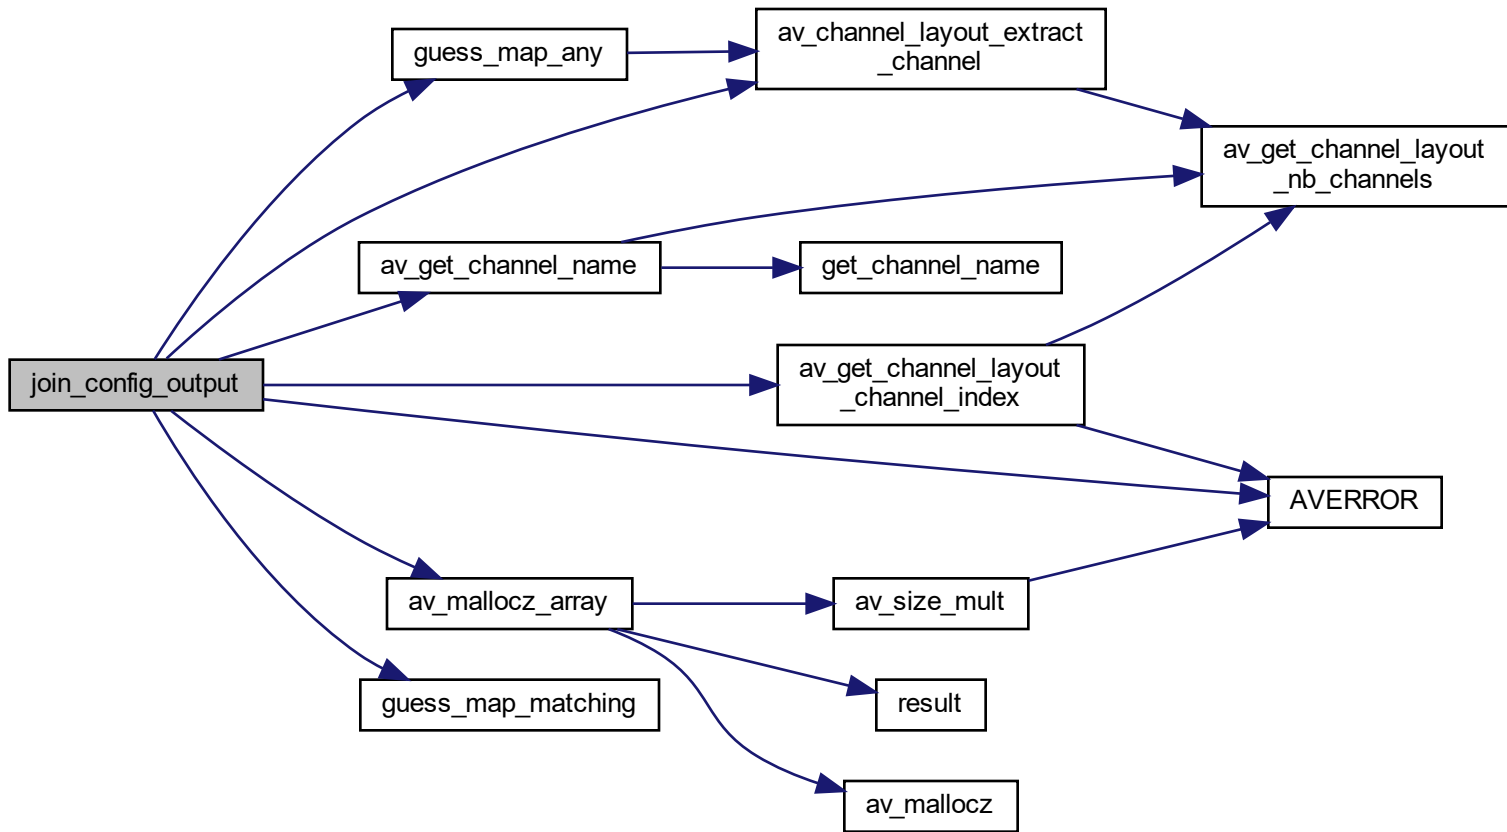 guess_map_any
av_channel_layout_extract
_channel
av_get_channel_layout
_nb_channels
av_get_channel_name
get_channel_name
join_config_output
av_get_channel_layout
_channel_index
AVERROR
av_mallocz_array
av_size_mult
guess_map_matching
result
av_mallocz